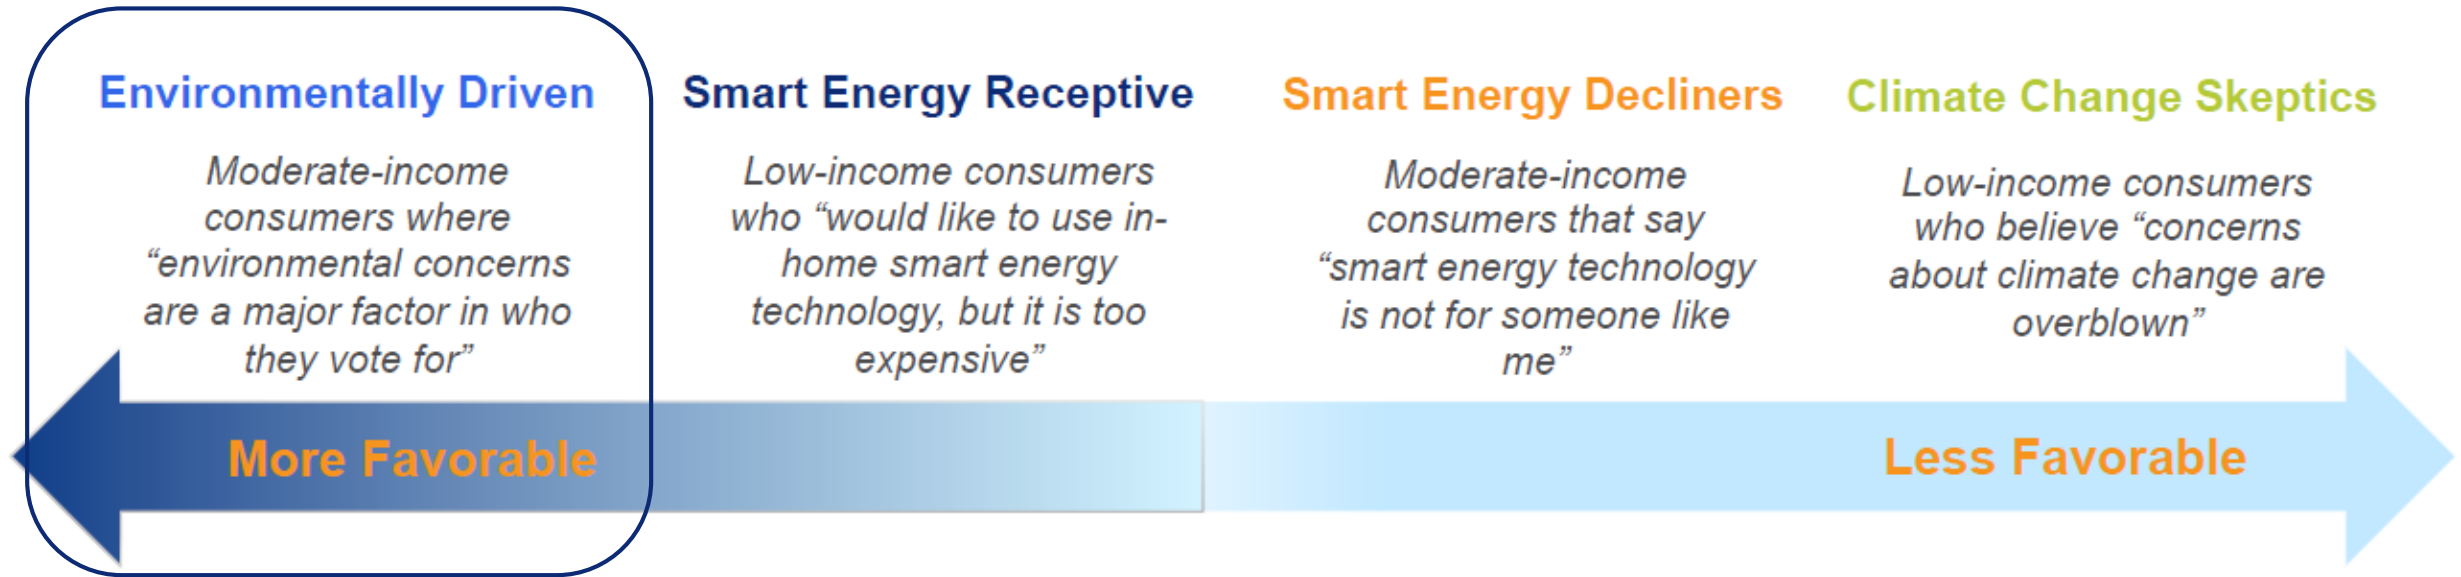 Environmentally Driven
Moderate-income
consumers where
“environmental concerns
are a major factor in who
they vote for”
Smart Energy Receptive
Low-income consumers
who “would like to use in-
home smart energy
technology, but it is too
expensive”
Smart Energy Decliners
Moderate-income
consumers that say
“smart energy technology
is not for someone like
me”
Climate Change Skeptics
Low-income consumers
who believe “concerns
about climate change are
overblown”
More Favorable
Less Favorable